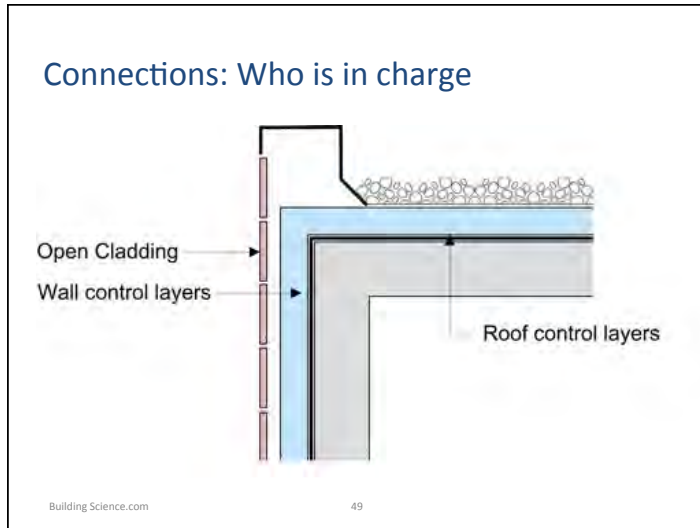 Connections: Who is in charge
Open Cladding
Wall control layers
Roof control layers
Building Science.com
49